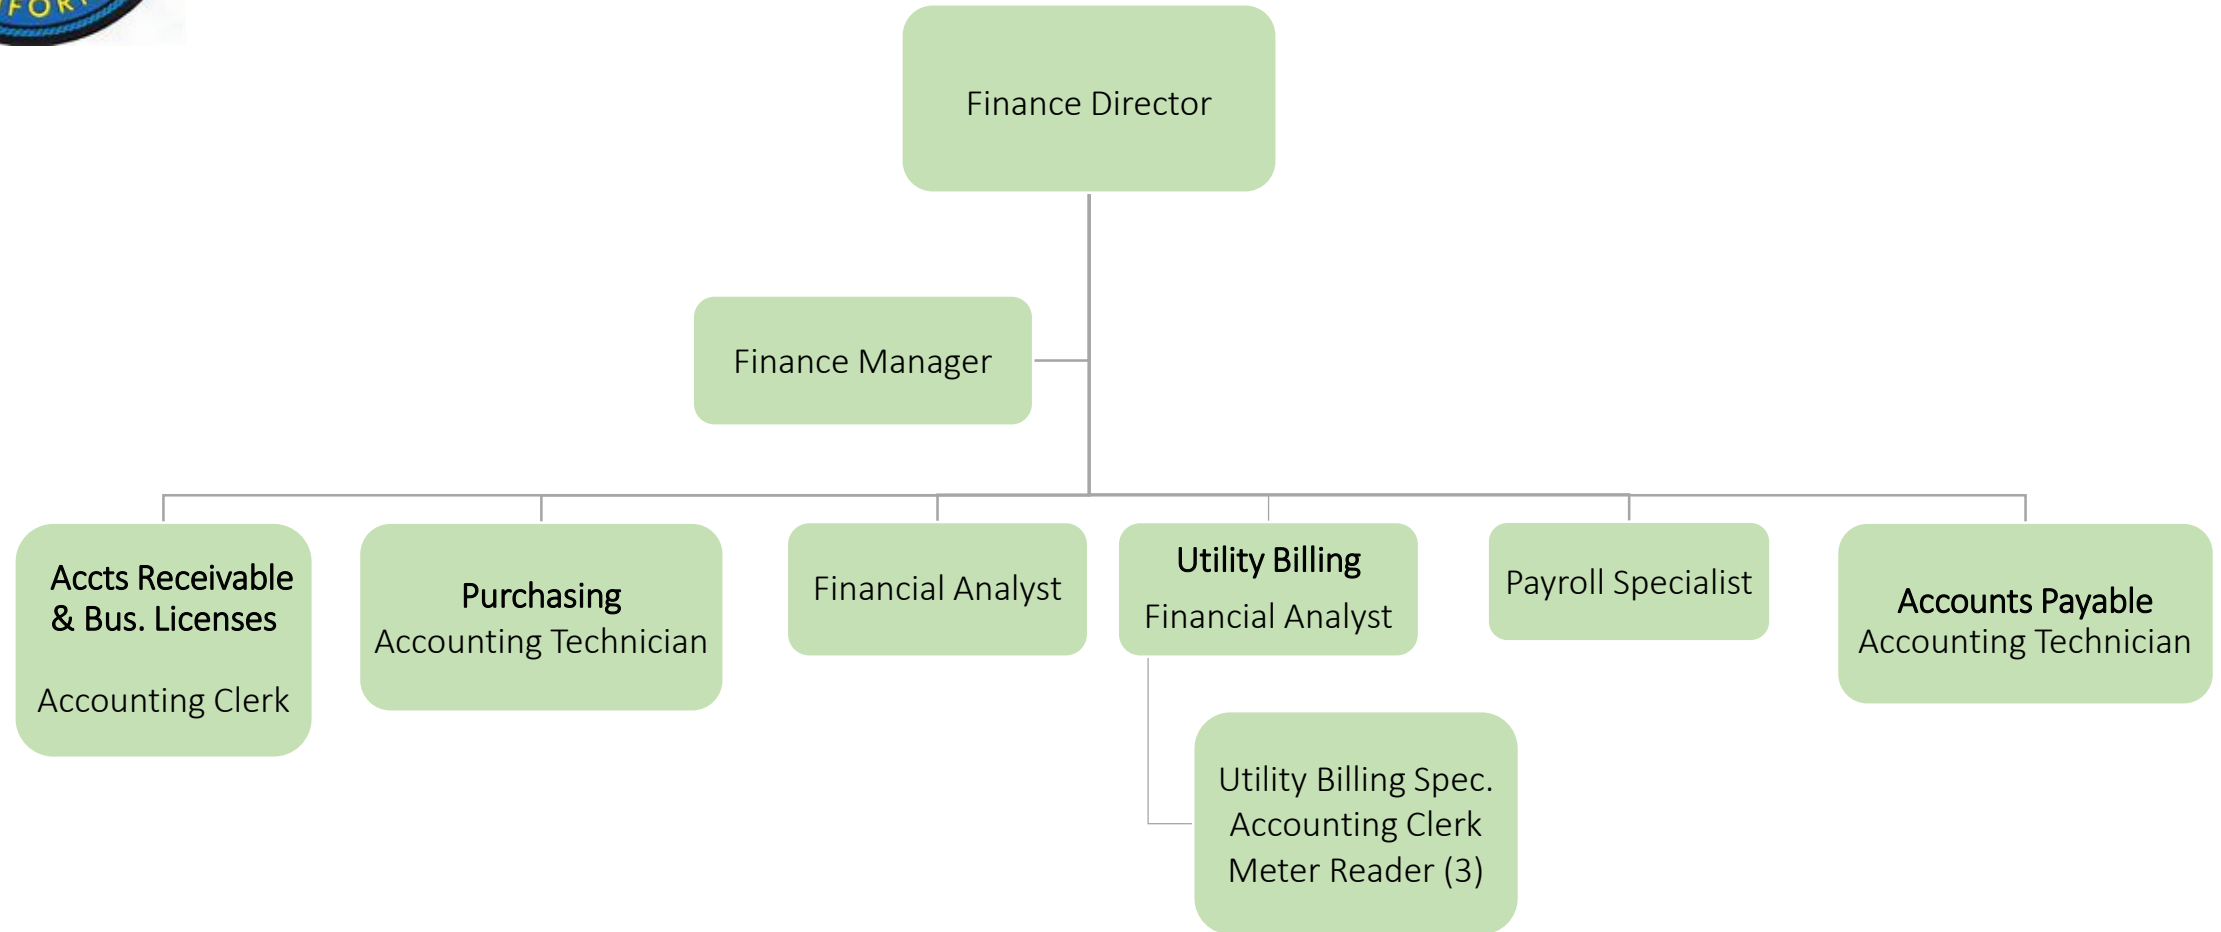 Finance Director
Finance Manager
Accts Receivable
& Bus. Licenses
Accounting Clerk
Purchasing
Accounting Technician
Financial Analyst
Utility Billing
Financial Analyst
Payroll Specialist
Accounts Payable
Accounting Technician
Utility Billing Spec.
Accounting Clerk
Meter Reader (3)